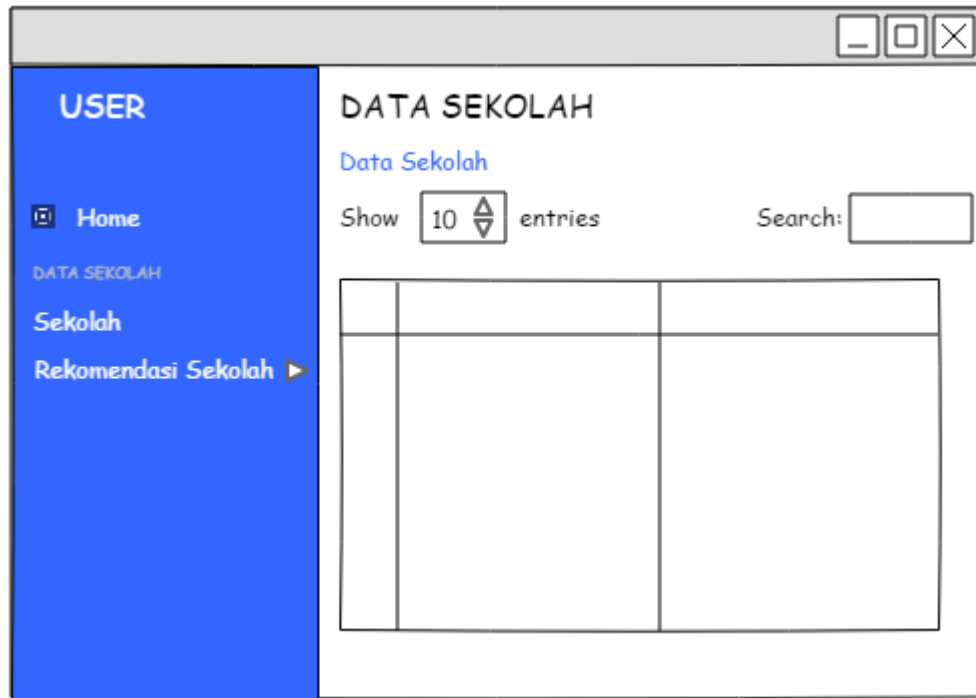 USER
Home
DATA SEKOLAH
Sekolah
Rekomendasi Sekolah
DATA SEKOLAH
Data Sekolah
Show 10 entries Search: